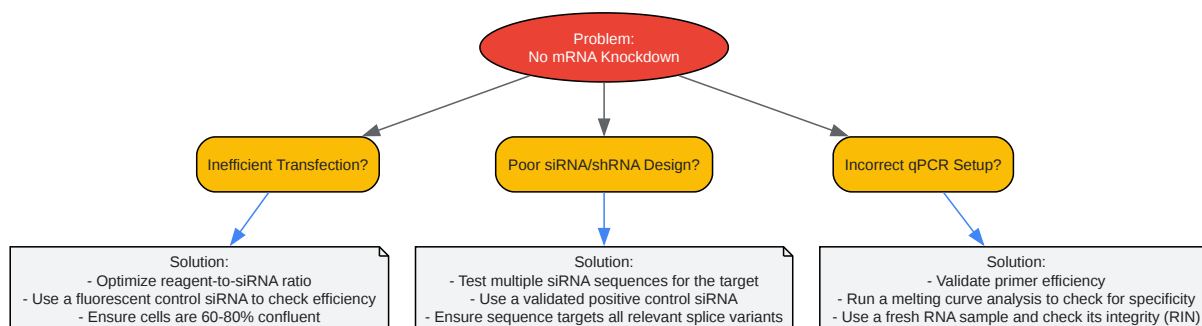 Problem:
No mRNA Knockdown
Inefficient Transfection?
Poor siRNA/shRNA Design?
Incorrect qPCR Setup?
Solution:
- Optimize reagent-to-siRNA ratio
- Use a fluorescent control siRNA to check efficiency
- Ensure cells are 60-80% confluent
Solution:
- Test multiple siRNA sequences for the target
- Use a validated positive control siRNA
- Ensure sequence targets all relevant splice variants
Solution:
- Validate primer efficiency
- Run a melting curve analysis to check for specificity
- Use a fresh RNA sample and check its integrity (RIN)